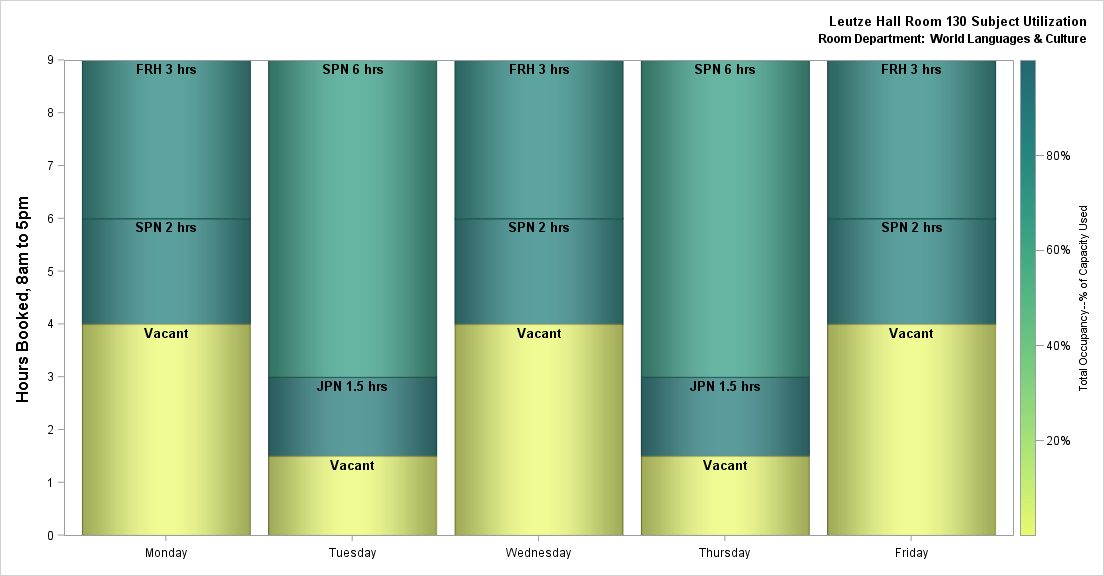 Leutze Hall Room 130 Subject Utilization
Room Department: World Languages & Culture
Hours Booked, 8am to 5pm
9
8
7
6
5
4
3
2
1
0
FRH 3 hrs
SPN 2 hrs
Vacant
Monday
SPN 6 hrs
JPN 1.5 hrs
Vacant
Tuesday
FRH 3 hrs
SPN 2 hrs
Vacant
Wednesday
SPN 6 hrs
JPN 1.5 hrs
Vacant
Thursday
FRH 3 hrs
SPN 2 hrs
Vacant
Friday
80%
60%
40%
20%
Total Occupancy--% of Capacity Used